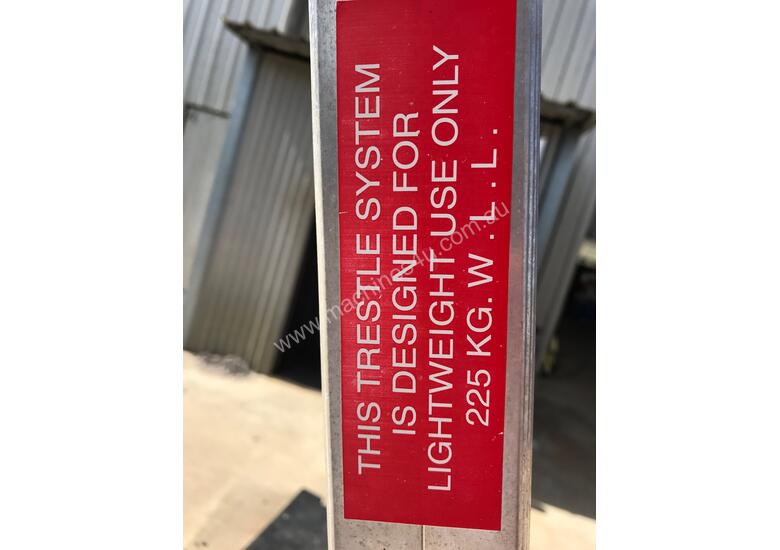 THIS TRESTLE SYSTEM
IS DESIGNED FOR
LIGHTWEIGHT USE ONLY
225 KG. W . L . L .
www.machines4u.com.au